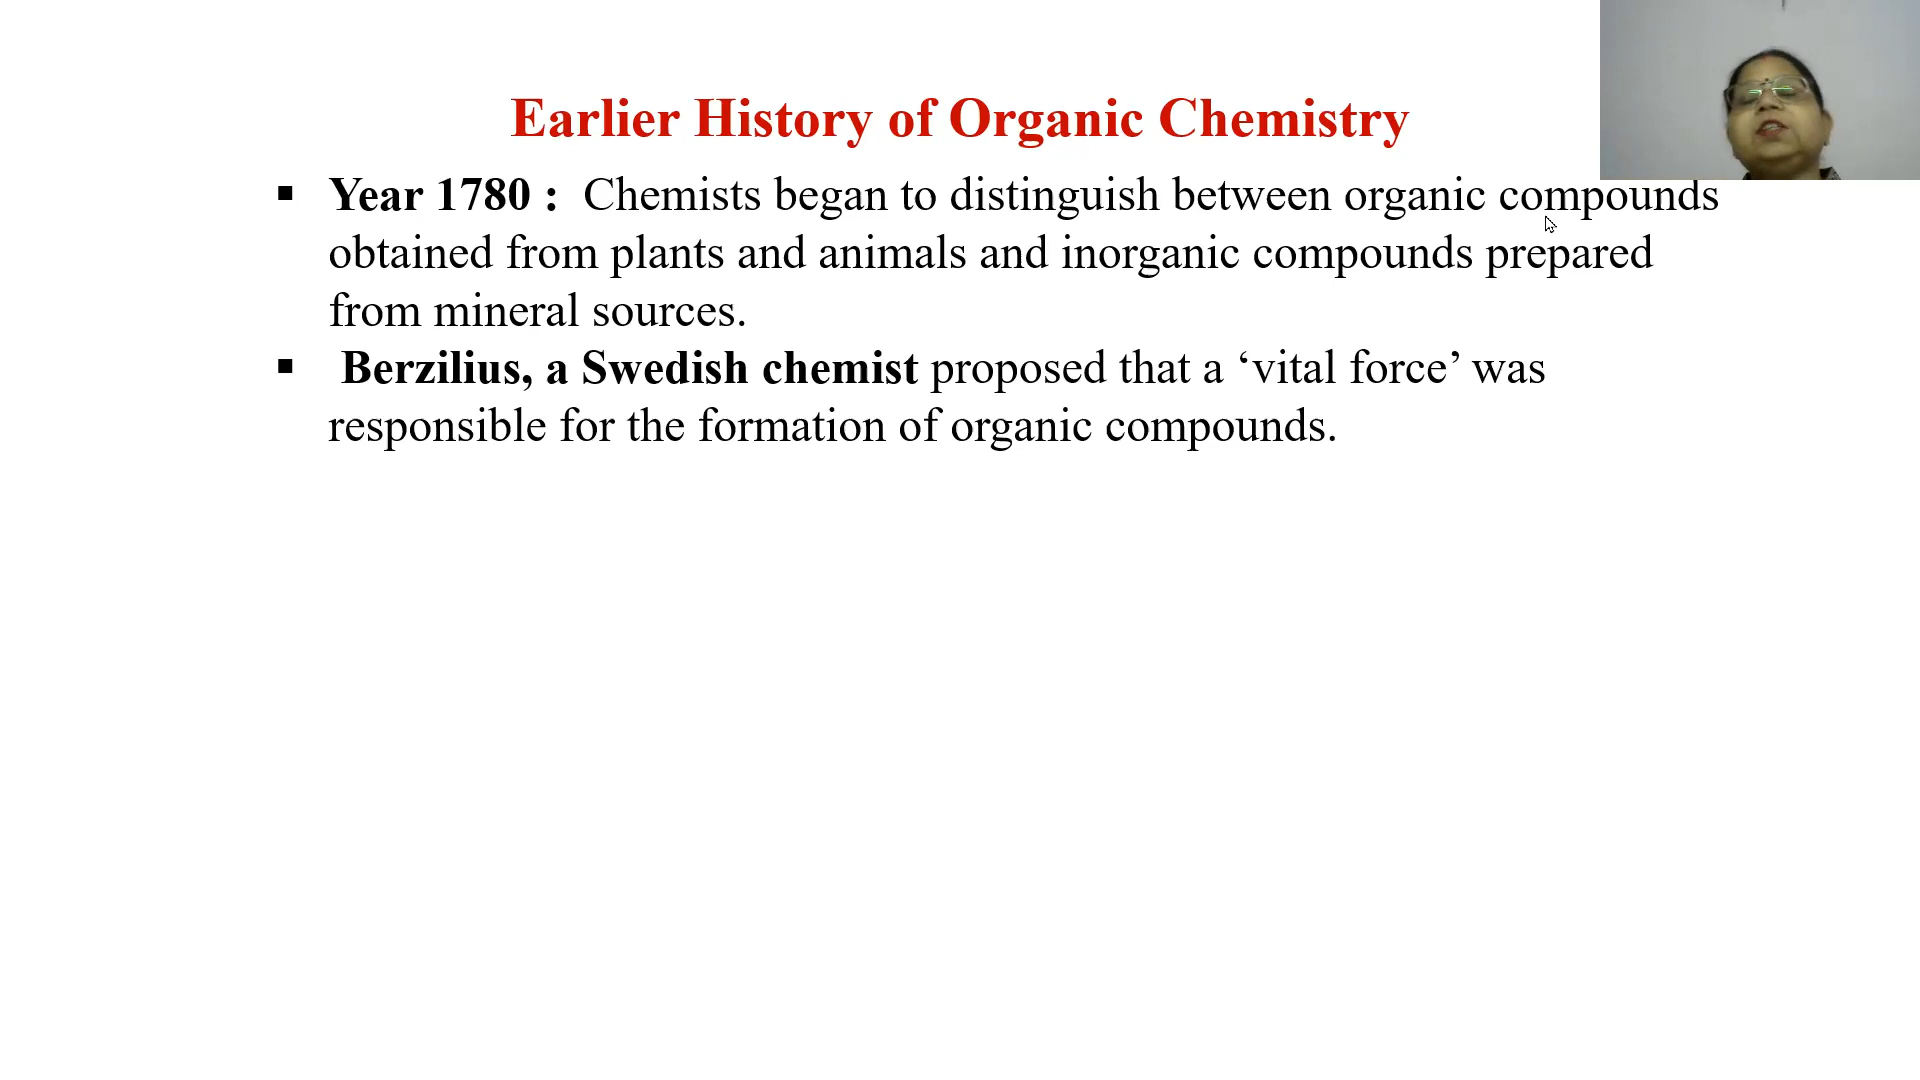 Earlier History of Organic Chemistry
▪ Year 1780 : Chemists began to distinguish between organic compounds
obtained from plants and animals and inorganic compounds prepared
from mineral sources.
▪ Berzilius, a Swedish chemist proposed that a ‘vital force’ was
responsible for the formation of organic compounds.